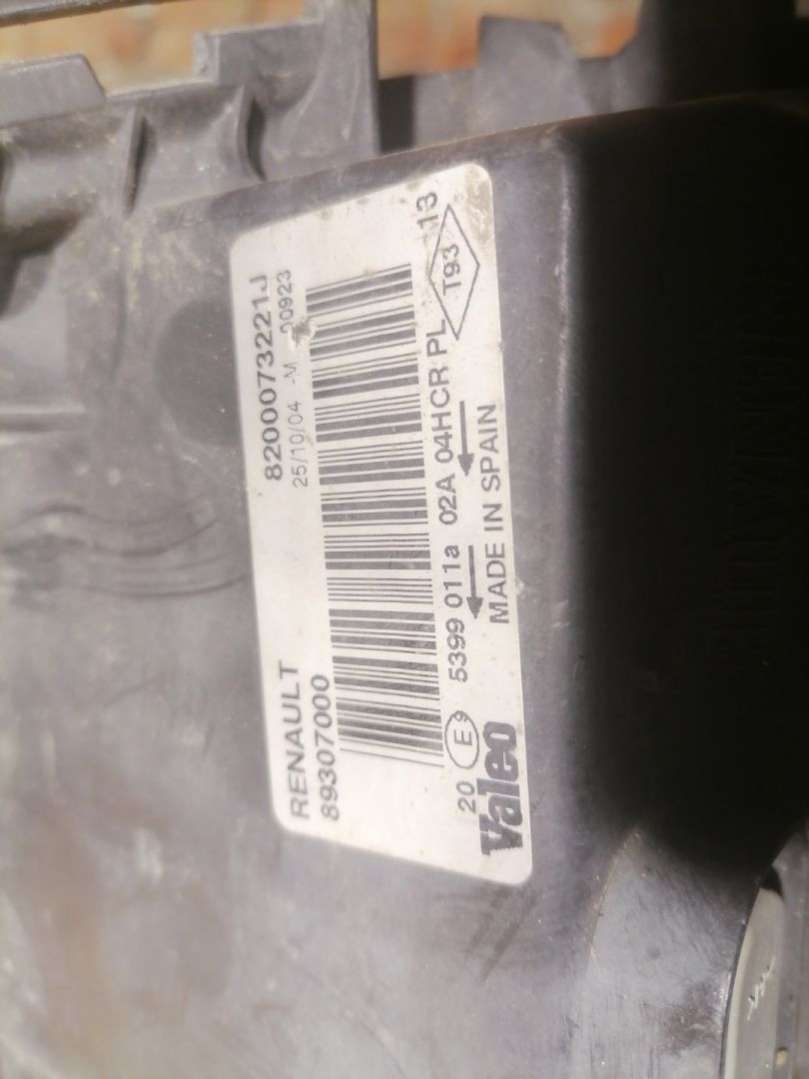 RENAULT 8200073221J
89307000 25/10/04 -M 00923
20 E9 5399 011a 02A 04HCR PL T93 13
Valeo MADE IN SPAIN